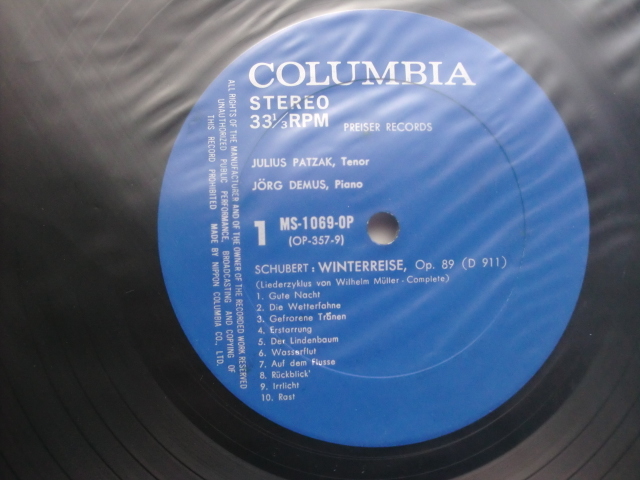 COLUMBIA
STEREO
33⅓ RPM
PREISER RECORDS
JULIUS PATZAK, Tenor
JÖRG DEMUS, Piano
1
MS-1069-OP
(OP-357-9)
SCHUBERT: WINTERREISE, Op. 89 (D 911)
(Liederzyklus von Wilhelm Müller - Complete)
1. Gute Nacht
2. Die Wetterfahne
3. Gefrorene Tränen
4. Erstarrung
5. Der Lindenbaum
6. Wasserflut
7. Auf dem Flusse
8. Rückblick
9. Irrlicht
10. Rast
ALL RIGHTS OF THE MANUFACTURER AND OF THE OWNER OF THE RECORDED WORK RESERVED
UNAUTHORIZED PUBLIC PERFORMANCE, BROADCASTING AND COPYING OF
THIS RECORD PROHIBITED MADE BY NIPPON COLUMBIA CO., LTD.